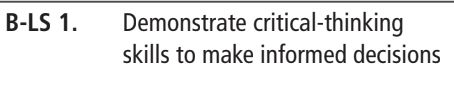 B-LS 1. Demonstrate critical-thinking
skills to make informed decisions